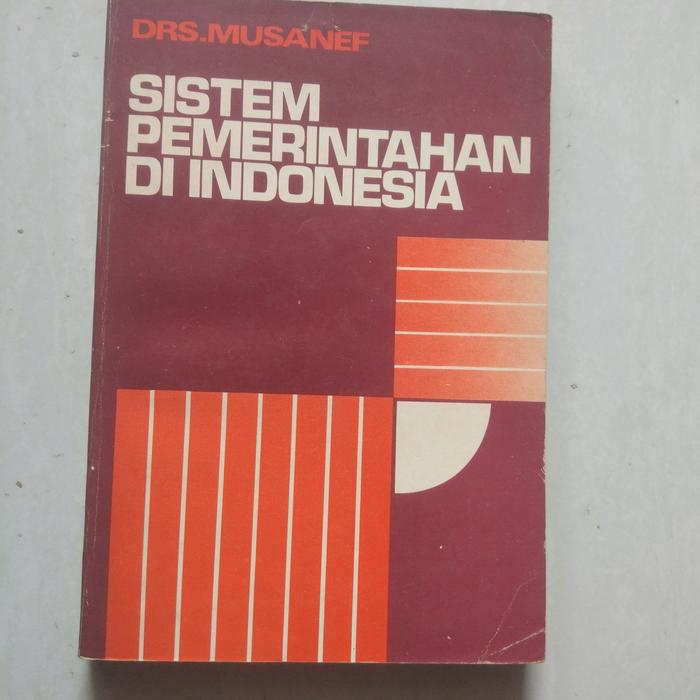 DRS.MUSANEF
SISTEM
PEMERINTAHAN
DI INDONESIA